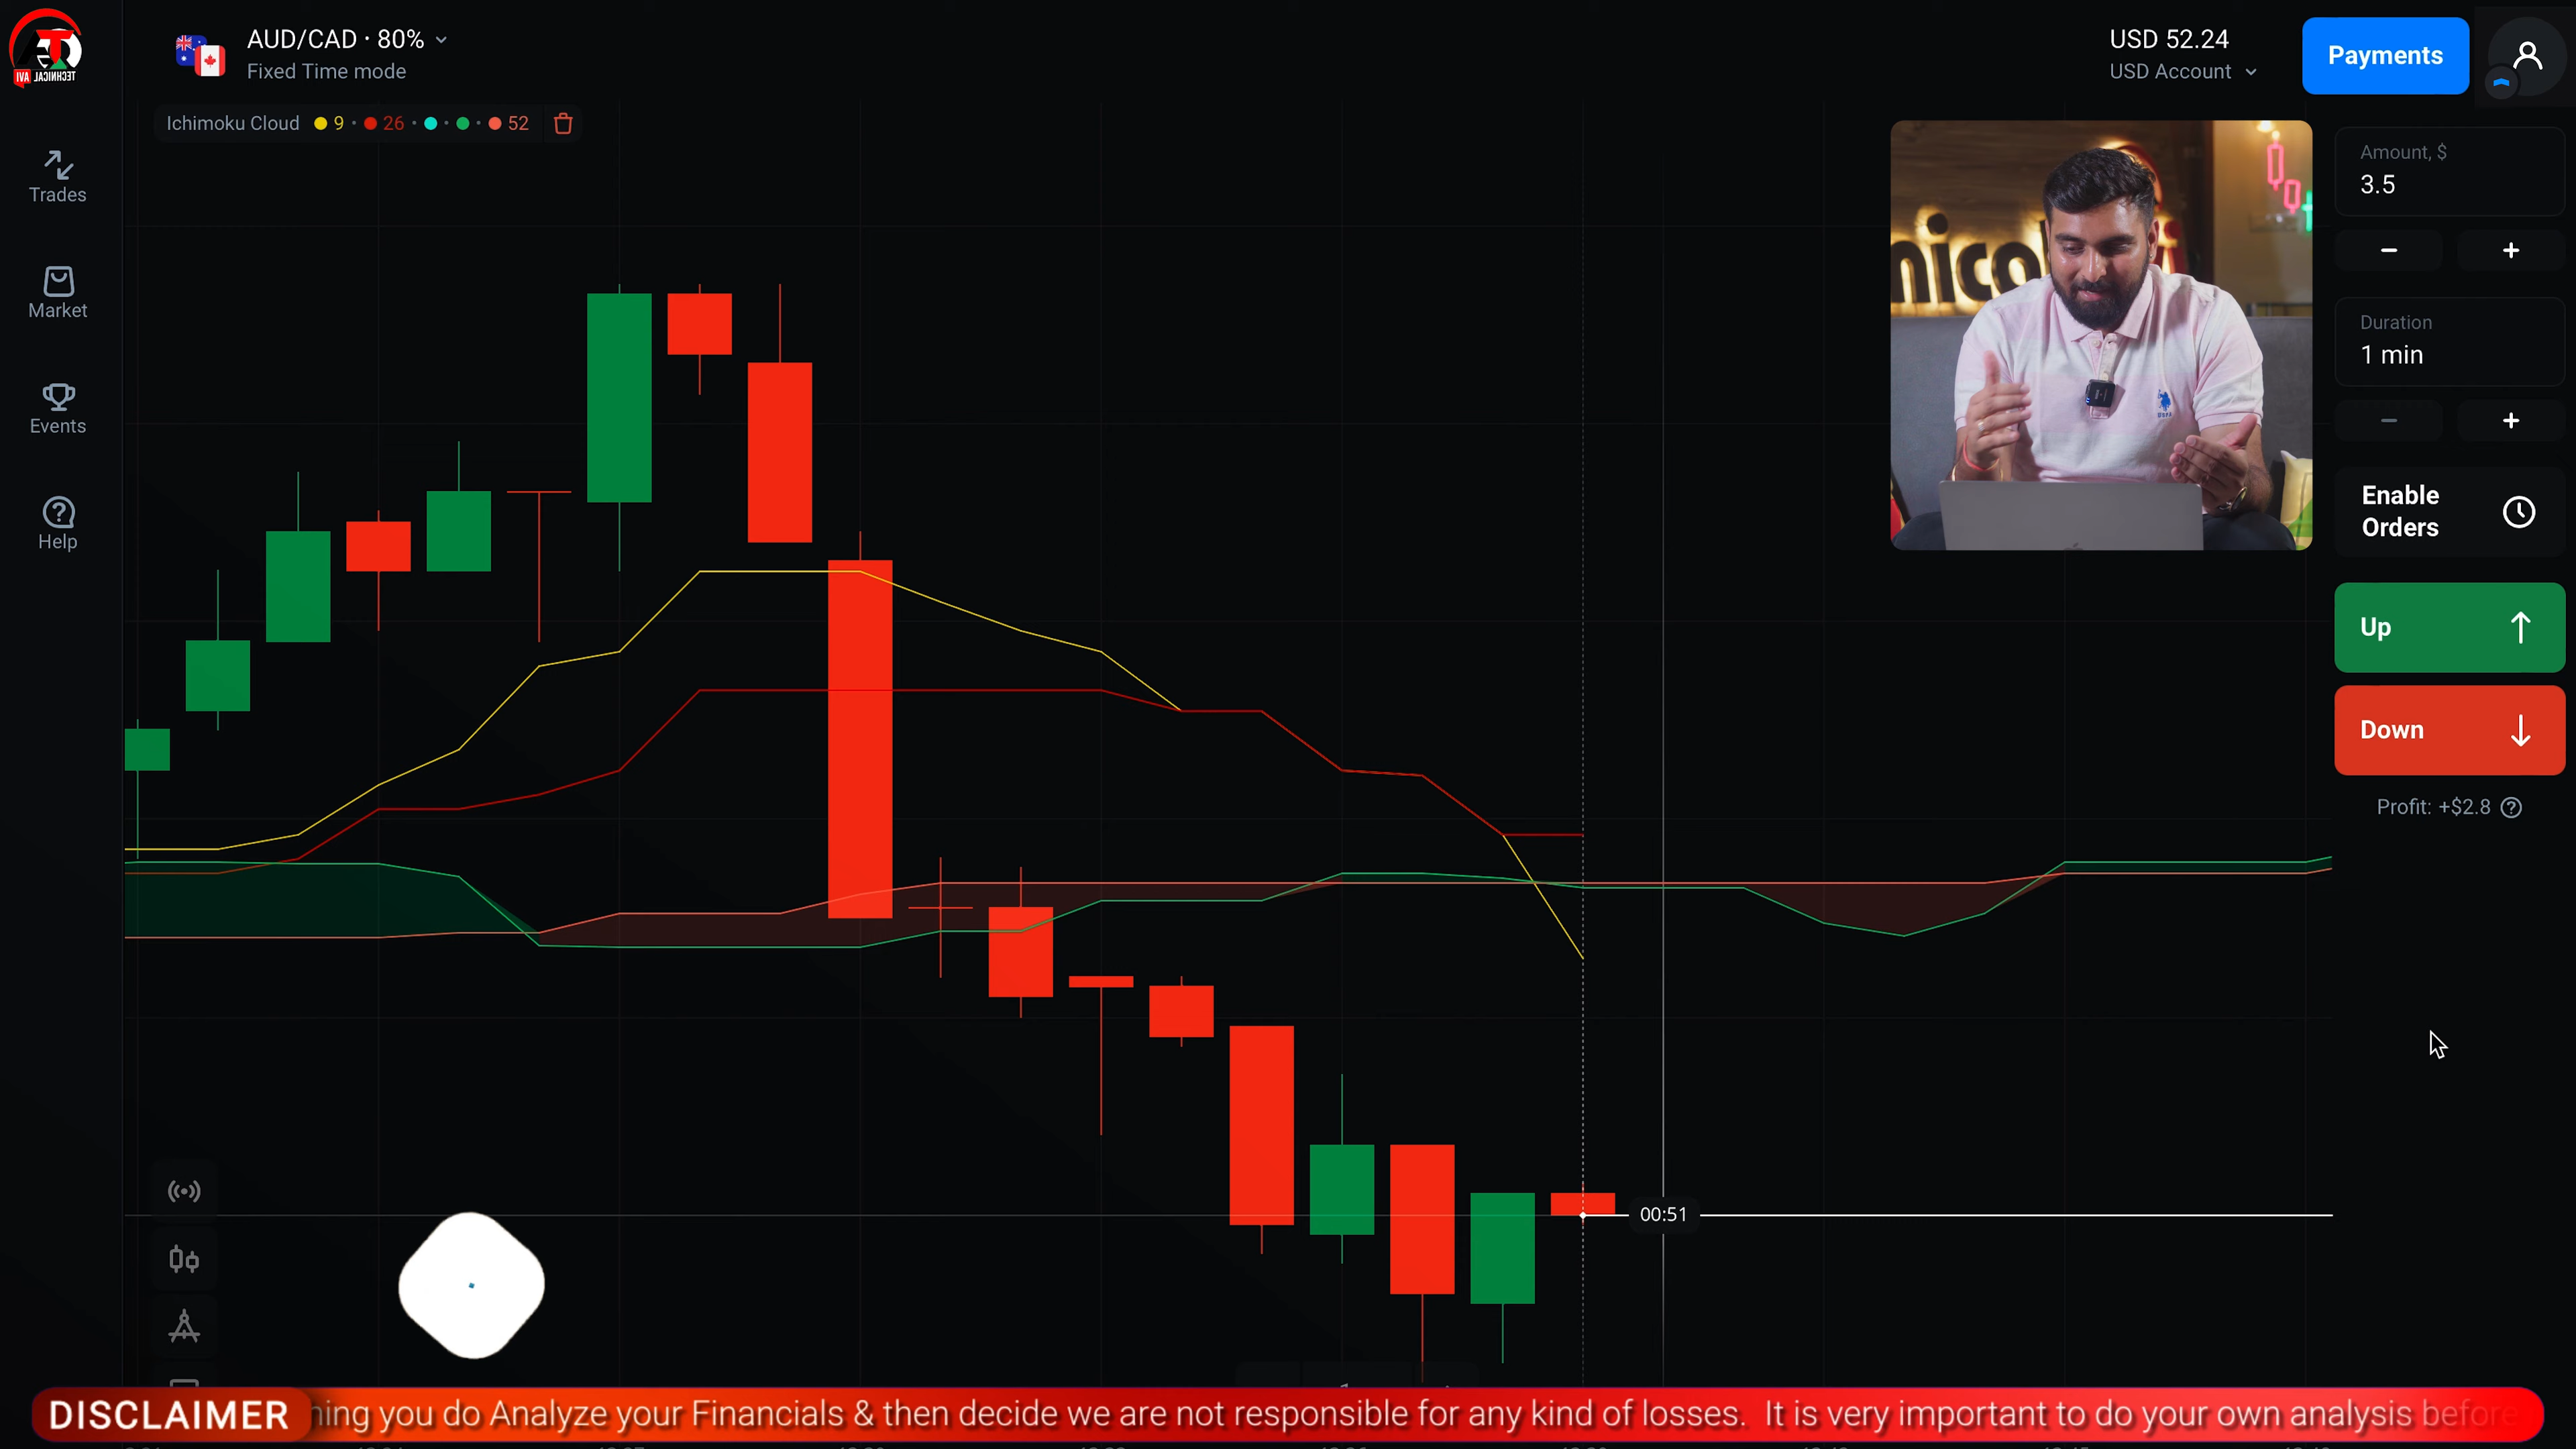 AUD/CAD · 80%
Fixed Time mode
USD 52.24
USD Account
Payments
TECHNICAL AVI
Ichimoku Cloud 9 · 26 · · · 52
Trades
Market
Events
Help
Amount, $
3.5
Duration
1 min
Enable
Orders
Up
Down
Profit: +$2.8
00:51
DISCLAIMER
you do Analyze your Financials & then decide we are not responsible for any kind of losses. It is very important to do your own analysis before